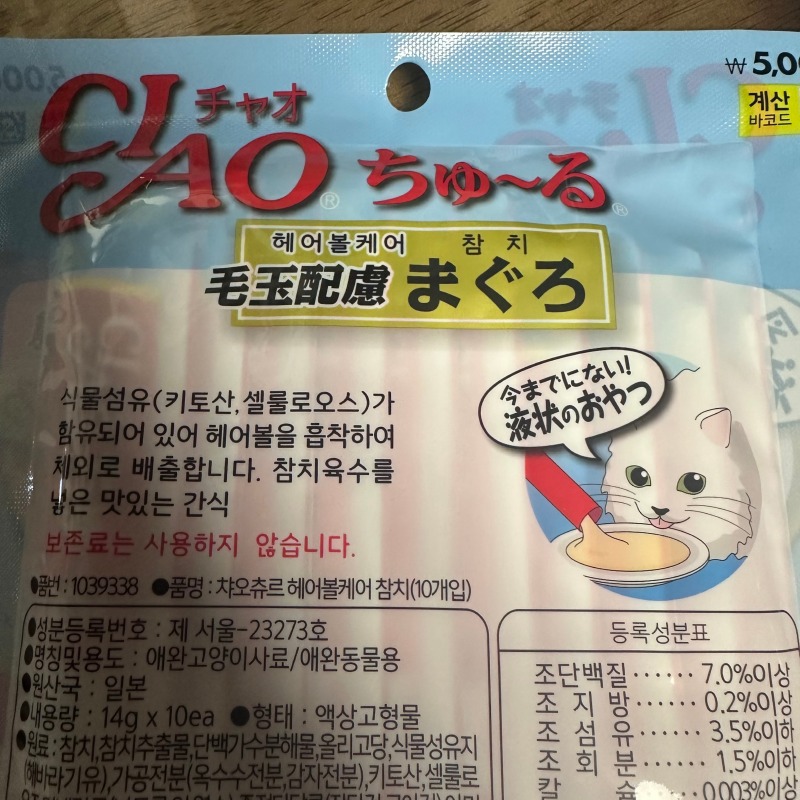 ₩ 5,00
계산
바코드
CIAO チャオ
ちゅ～る
헤어볼케어 참치
毛玉配慮 まぐろ
今までにない!
液状のおやつ
식물섬유(키토산,셀룰로오스)가
함유되어 있어 헤어볼을 흡착하여
체외로 배출합니다. 참치육수를
넣은 맛있는 간식
보존료는 사용하지 않습니다.
●품번 : 1039338 ●품명 : 챠오츄르 헤어볼케어 참치(10개입)
●성분등록번호 : 제 서울-23273호
●명칭및용도 : 애완고양이사료/애완동물용
●원산국 : 일본
●내용량 : 14g x 10ea ●형태 : 액상고형물
●원료 : 참치,참치추출물,단백가수분해물,올리고당,식물성유지
(해바라기유),가공전분(옥수수전분,감자전분),키토산,셀룰로
등록성분표
조단백질 ······ 7.0%이상
조지방 ······ 0.2%이상
조섬유 ······ 3.5%이하
조회분 ······ 1.5%이하
칼슘 ······ 0.003%이상